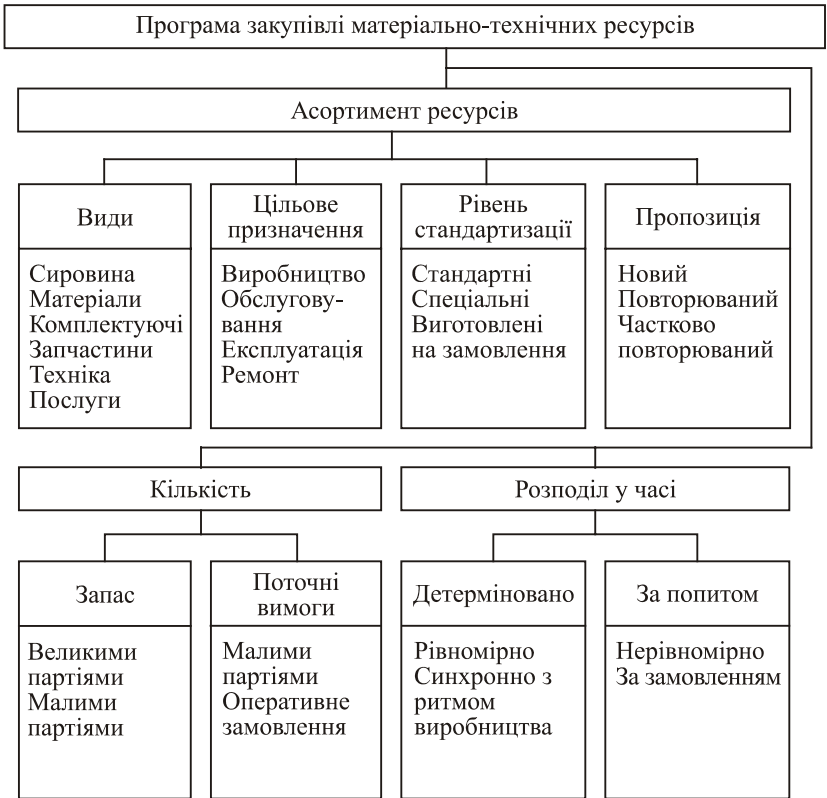 Програма закупівлі матеріально-технічних ресурсів
Асортимент ресурсів
Види
Сировина
Матеріали
Комплектуючі
Запчастини
Техніка
Послуги
Цільове
призначення
Виробництво
Обслугову-
вання
Експлуатація
Ремонт
Рівень
стандартизації
Стандартні
Спеціальні
Виготовлені
на замовлення
Пропозиція
Новий
Повторюваний
Частково
повторюваний
Кількість
Запас
Великими
партіями
Малими
партіями
Поточні
вимоги
Малими
партіями
Оперативне
замовлення
Розподіл у часі
Детерміновано
Рівномірно
Синхронно з
ритмом
виробництва
За попитом
Нерівномірно
За замовленням